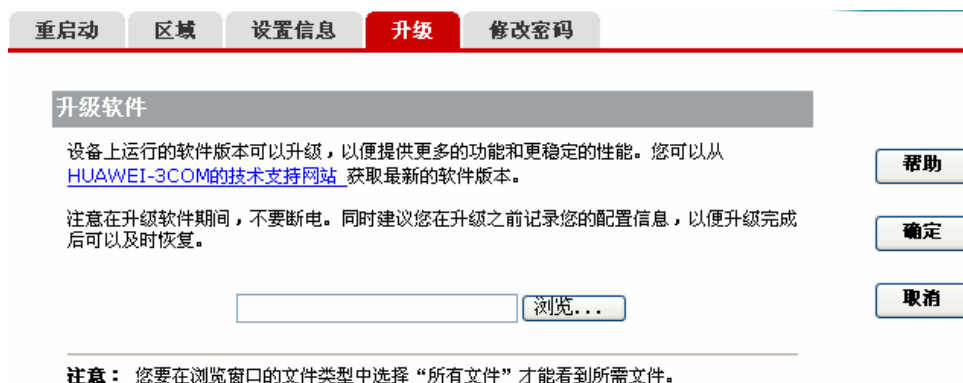 重启动 区域 设置信息 升级 修改密码
升级软件
设备上运行的软件版本可以升级，以便提供更多的功能和更稳定的性能。您可以从
HUAWEI-3COM的技术支持网站 获取最新的软件版本。
帮助
注意在升级软件期间，不要断电。同时建议您在升级之前记录您的配置信息，以便升级完成
后可以及时恢复。
确定
取消
浏览...
注意： 您要在浏览窗口的文件类型中选择“所有文件”才能看到所需文件。